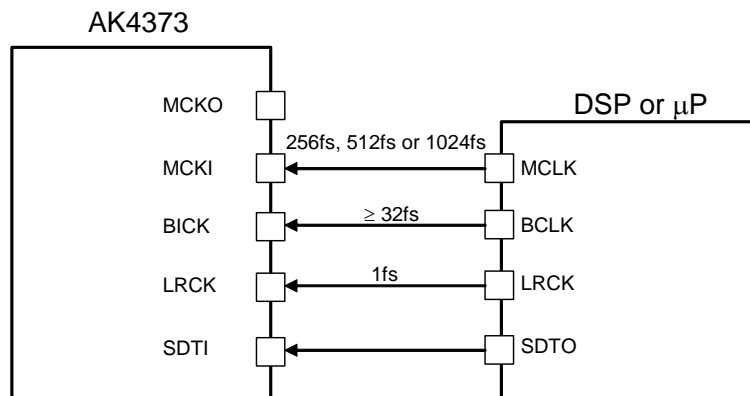 AK4373
DSP or μP
MCKO
256fs, 512fs or 1024fs
MCKI
MCLK
≥ 32fs
BICK
BCLK
1fs
LRCK
LRCK
SDTI
SDTO